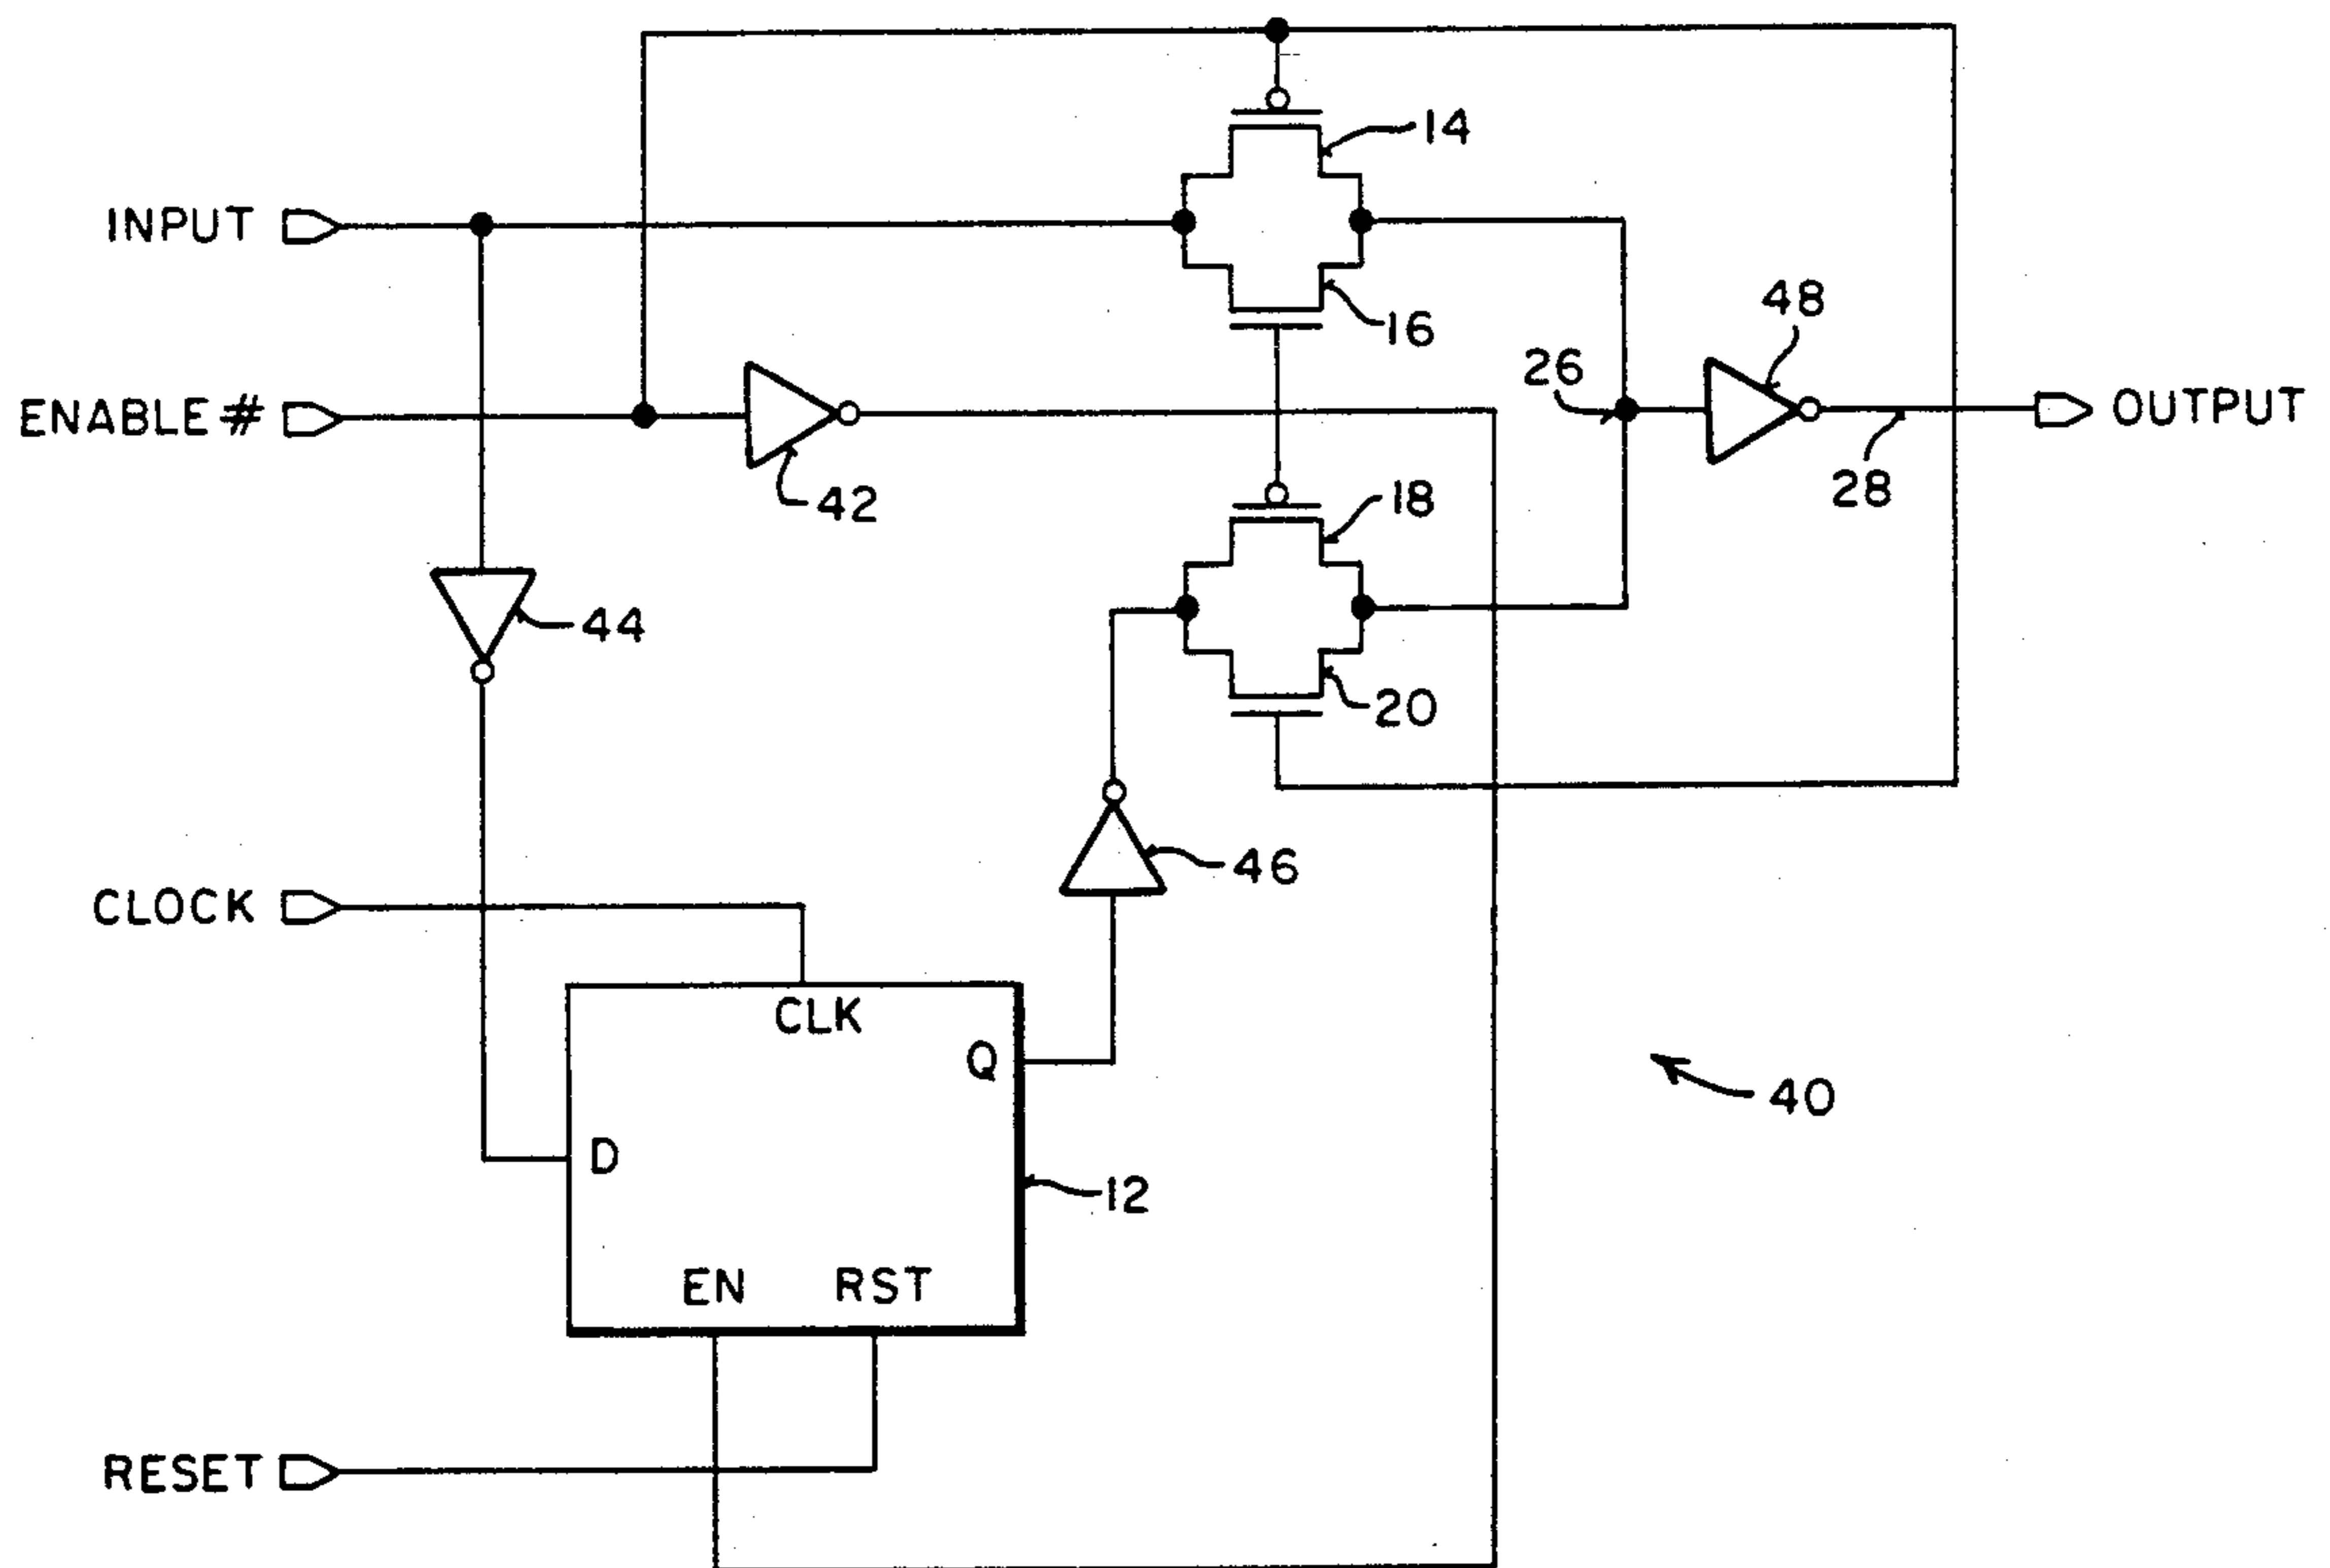 14
INPUT
48
16
26
ENABLE #
OUTPUT
28
18
42
44
20
46
CLOCK
CLK
Q
40
D
12
EN
RST
RESET